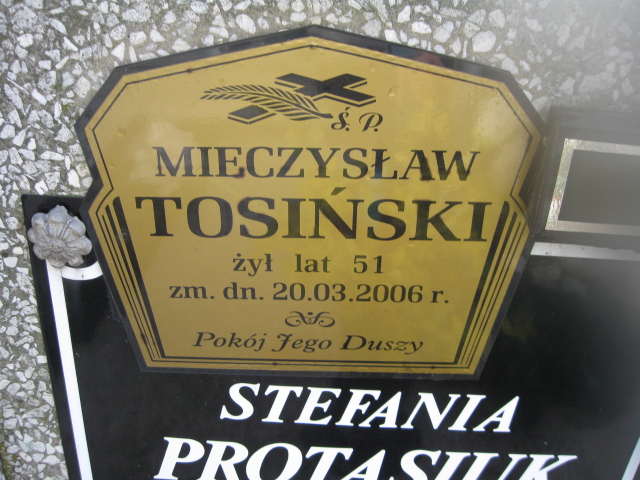 Ś. P.
MIECZYSŁAW
TOSIŃSKI
żył lat 51
zm. dn. 20.03.2006 r.
Pokój Jego Duszy
STEFANIA
PROTASIUK